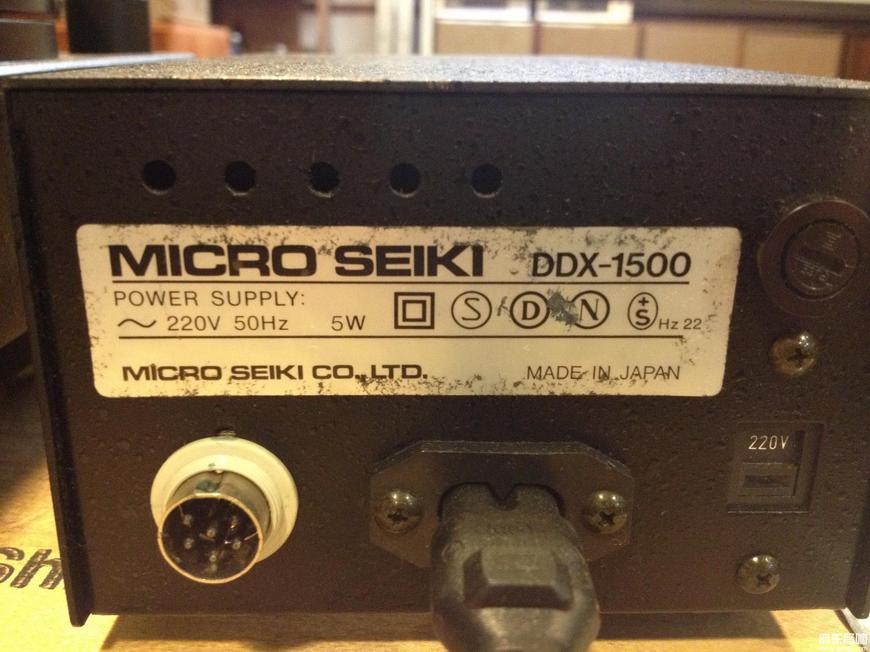 MICRO SEIKI DDX-1500
POWER SUPPLY:
~ 220V 50Hz 5W S D N +S Hz 22
MICRO SEIKI CO., LTD. MADE IN JAPAN
220V
Sh